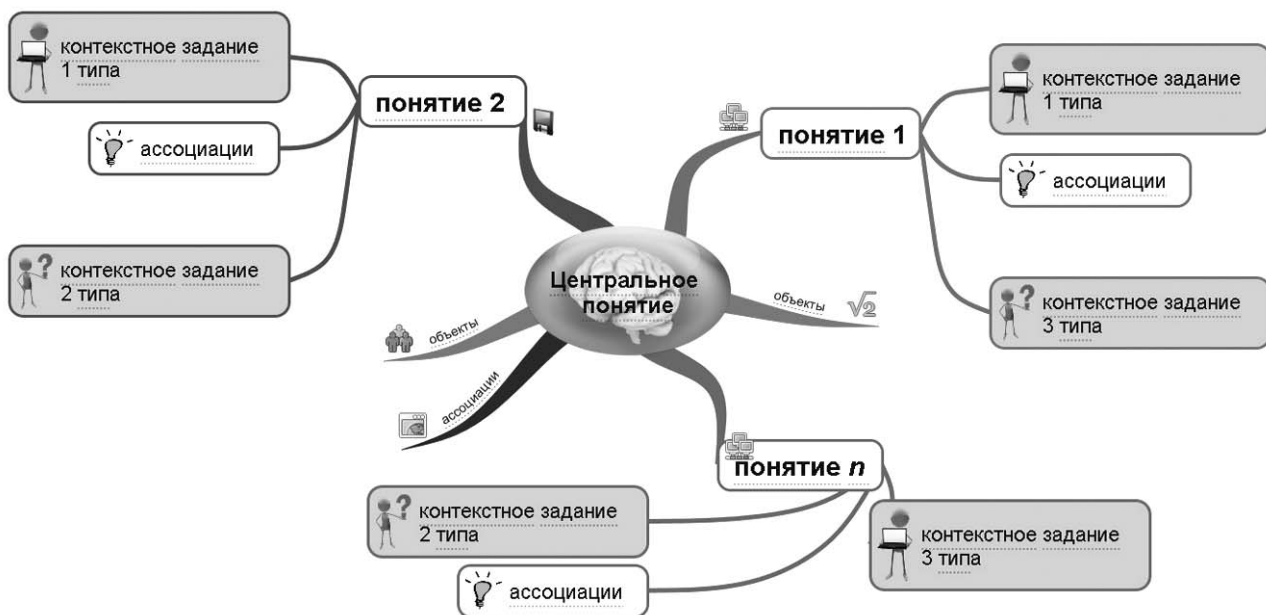 контекстное задание
1 типа
понятие 2
ассоциации
контекстное задание
2 типа
понятие 1
контекстное задание
1 типа
ассоциации
контекстное задание
3 типа
Центральное
понятие
объекты
√2
объекты
ассоциации
понятие n
контекстное задание
2 типа
ассоциации
контекстное задание
3 типа